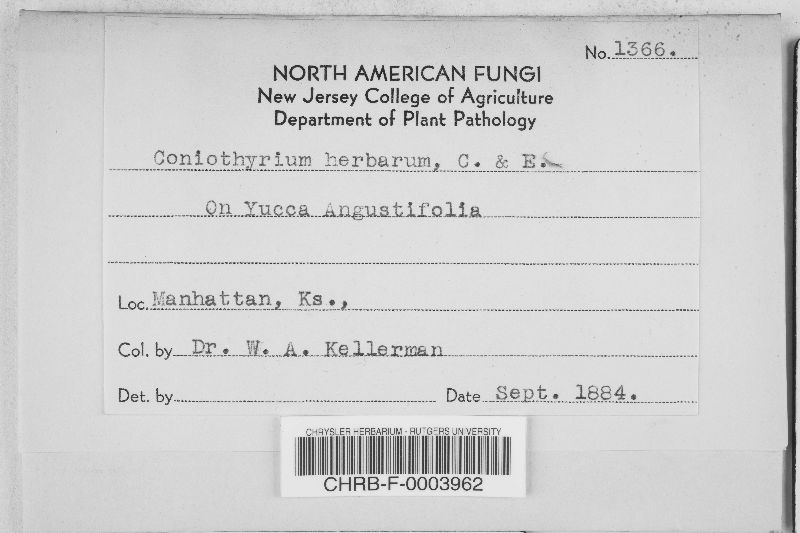 No. 1366.
NORTH AMERICAN FUNGI
New Jersey College of Agriculture
Department of Plant Pathology
Coniothyrium herbarum, C. & E.
On Yucca Angustifolia
Loc. Manhattan, Ks.,
Col. by Dr. W. A. Kellerman
Det. by Date Sept. 1884.
CHRYSLER HERBARIUM - RUTGERS UNIVERSITY
CHRB-F-0003962